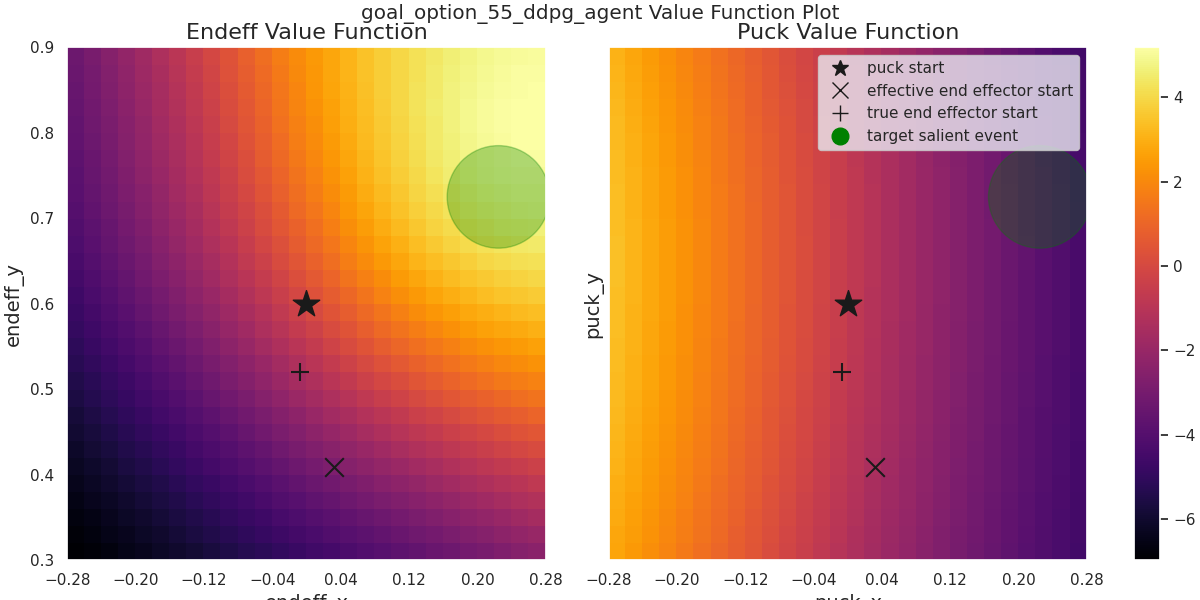 goal_option_55_ddpg_agent Value Function Plot
Endeff Value Function
endeff_y
0.9
0.8
0.7
0.6
0.5
0.4
0.3
−0.28 −0.20 −0.12 −0.04 0.04 0.12 0.20 0.28
endeff_x
Puck Value Function
puck_y
puck start
effective end effector start
true end effector start
target salient event
−0.28 −0.20 −0.12 −0.04 0.04 0.12 0.20 0.28
puck_x
4
2
0
−2
−4
−6